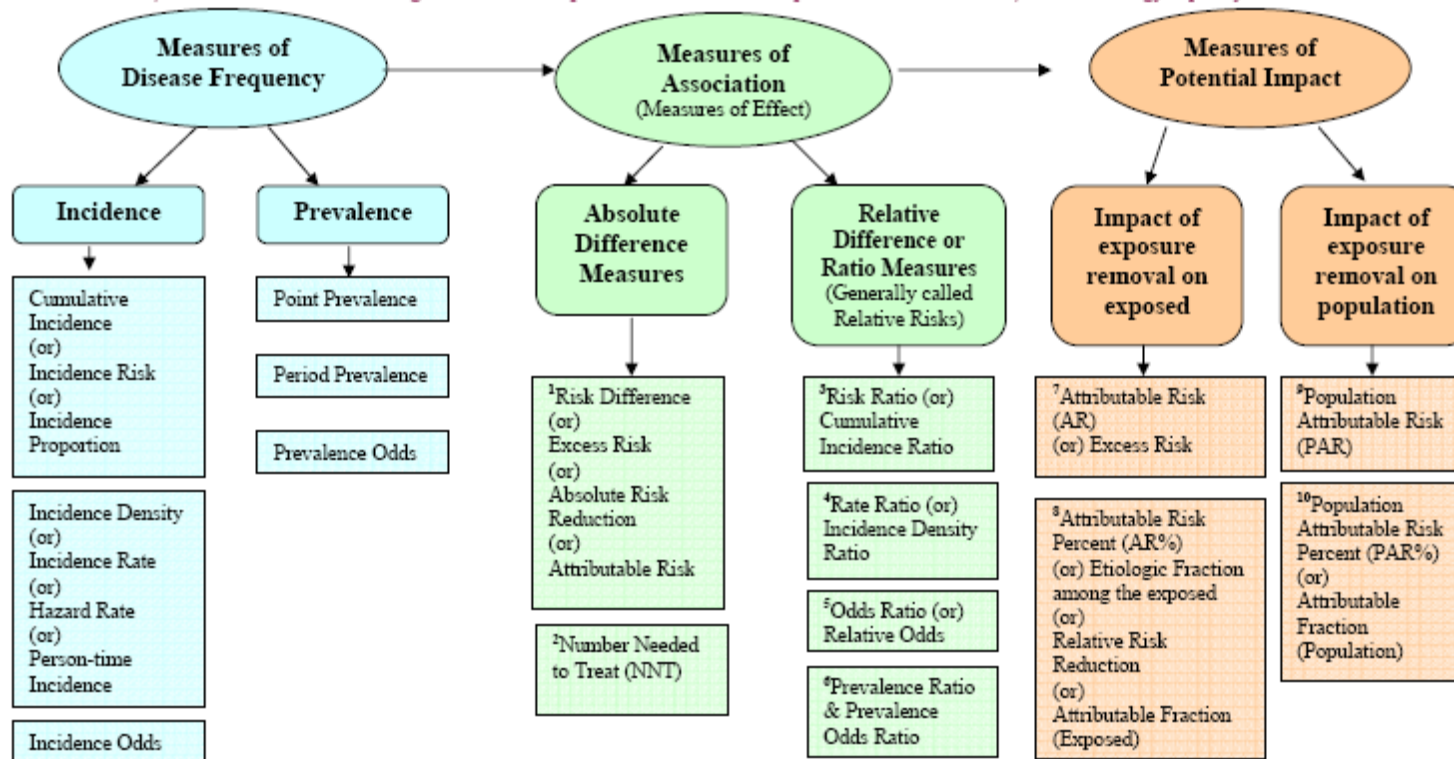 Measures of
Disease Frequency
Measures of
Association
(Measures of Effect)
Measures of
Potential Impact
Incidence
Prevalence
Absolute
Difference
Measures
Relative
Difference or
Ratio Measures
(Generally called
Relative Risks)
Impact of
exposure
removal on
exposed
Impact of
exposure
removal on
population
Cumulative
Incidence
(or)
Incidence Risk
(or)
Incidence
Proportion
Incidence Density
(or)
Incidence Rate
(or)
Hazard Rate
(or)
Person-time
Incidence
Incidence Odds
Point Prevalence
Period Prevalence
Prevalence Odds
¹Risk Difference
(or)
Excess Risk
(or)
Absolute Risk
Reduction
(or)
Attributable Risk
²Number Needed
to Treat (NNT)
³Risk Ratio (or)
Cumulative
Incidence Ratio
⁴Rate Ratio (or)
Incidence Density
Ratio
⁵Odds Ratio (or)
Relative Odds
⁶Prevalence Ratio
& Prevalence
Odds Ratio
⁷Attributable Risk
(AR)
(or) Excess Risk
⁸Attributable Risk
Percent (AR%)
(or) Etiologic Fraction
among the exposed
(or)
Relative Risk
Reduction
(or)
Attributable Fraction
(Exposed)
⁹Population
Attributable Risk
(PAR)
¹⁰Population
Attributable Risk
Percent (PAR%)
(or)
Attributable
Fraction
(Population)